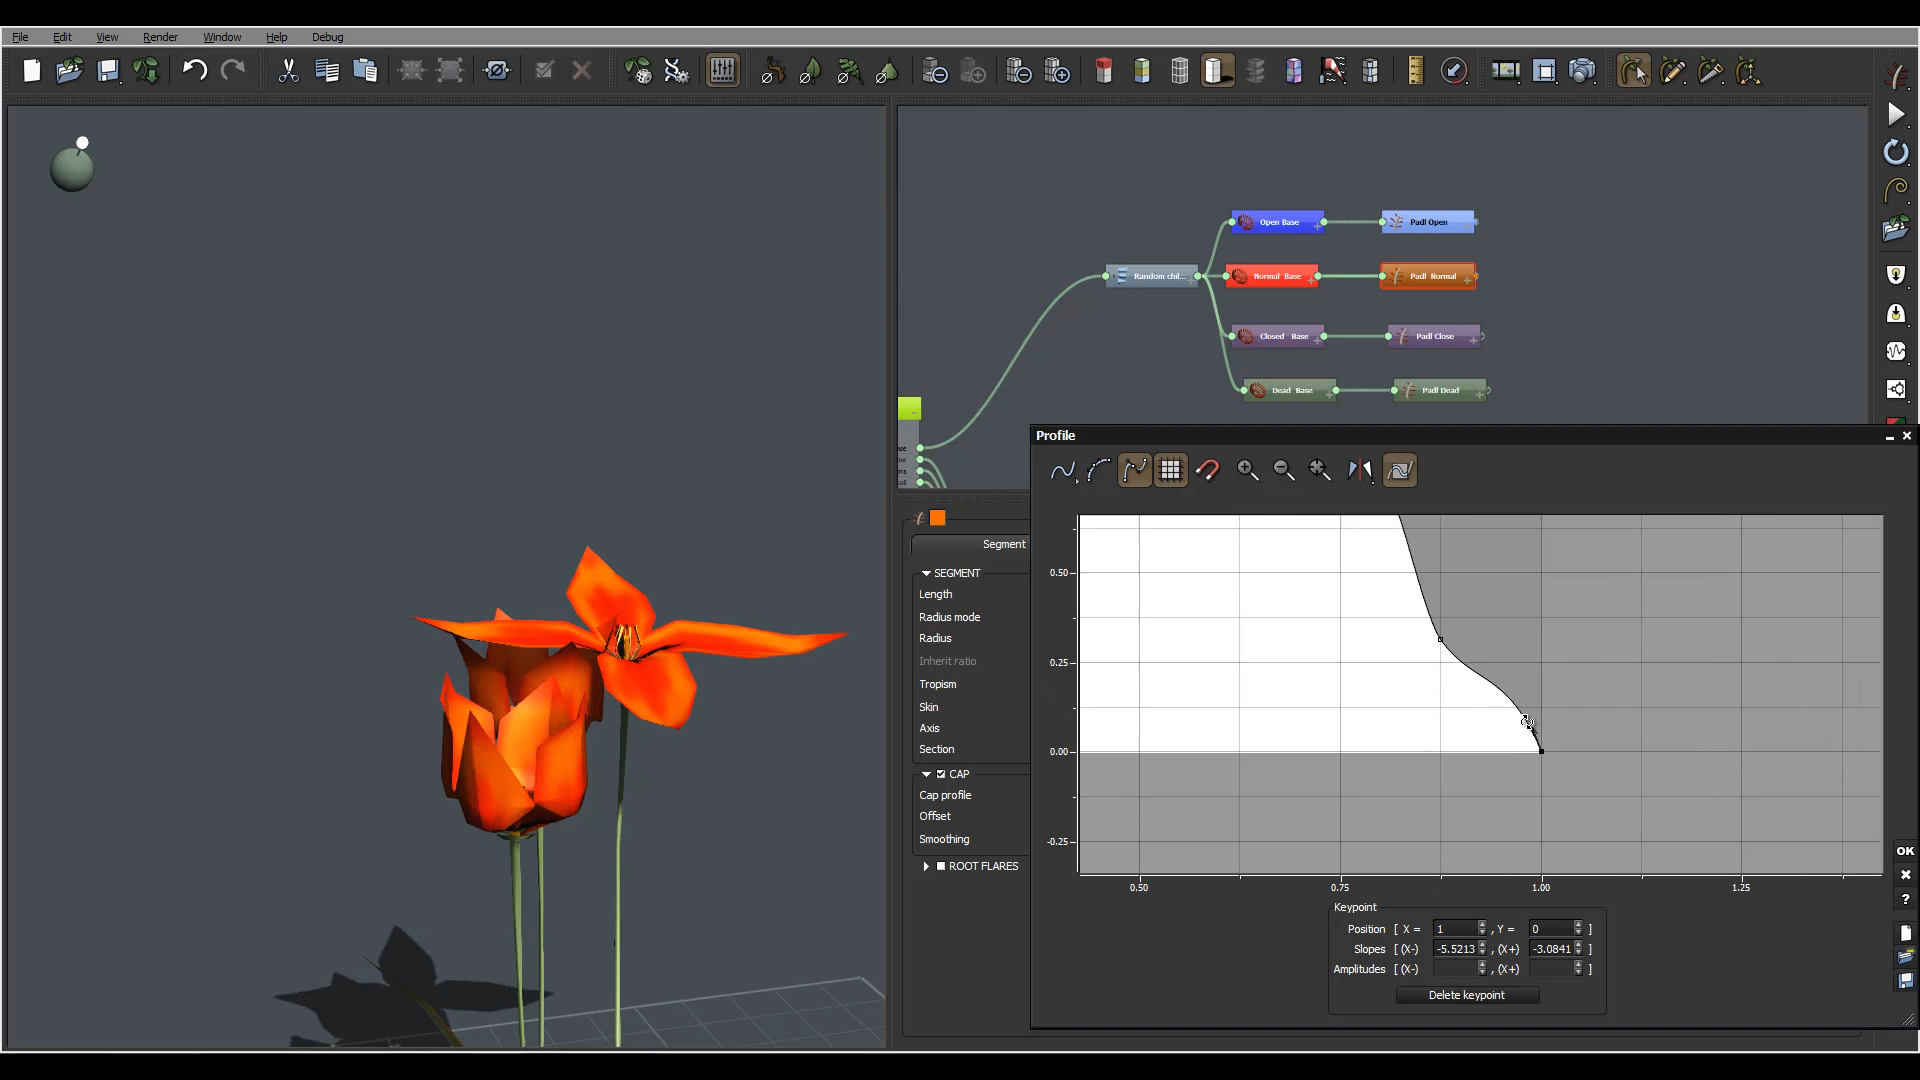 File Edit View Render Window Help Debug
Open Base Padl Open
Random chil... Normal Base Padl Normal
Closed Base Padl Close
Dead Base Padl Dead
Profile
Segment
SEGMENT
Length
Radius mode
Radius
Inherit ratio
Tropism
Skin
Axis
Section
CAP
Cap profile
Offset
Smoothing
ROOT FLARES
0.50
0.25
0.00
-0.25
0.50 0.75 1.00 1.25
Keypoint
Position [ X = 1 , Y = 0 ]
Slopes [ (X-) -5.5213 , (X+) -3.0841 ]
Amplitudes [ (X-) , (X+) ]
Delete keypoint
OK
?